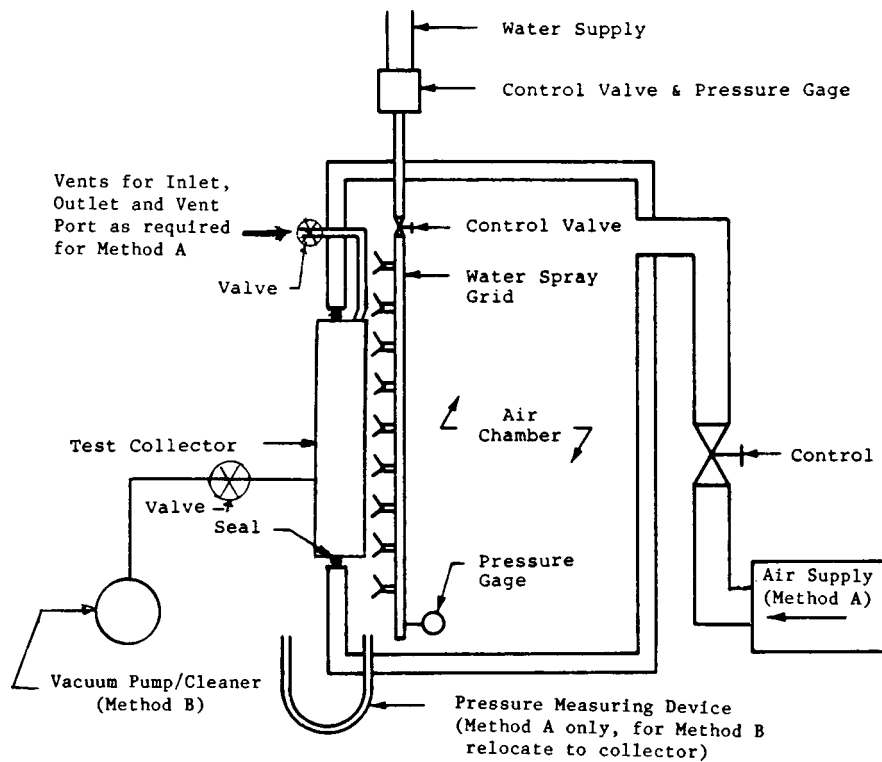 Water Supply
Control Valve & Pressure Gage
Vents for Inlet,
Outlet and Vent
Port as required
for Method A
Valve
Control Valve
Water Spray
Grid
Air
Chamber
Test Collector
Control
Valve
Seal
Pressure
Gage
Air Supply
(Method A)
Vacuum Pump/Cleaner
(Method B)
Pressure Measuring Device
(Method A only, for Method B
relocate to collector)